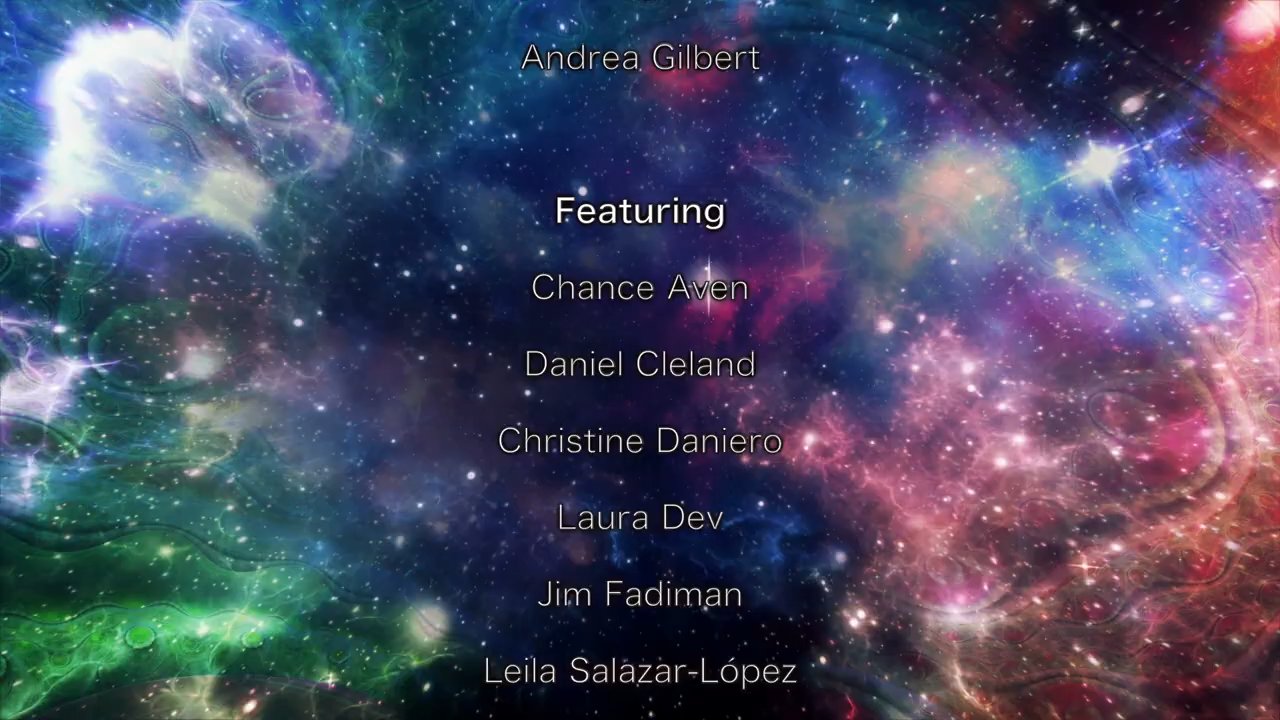 Andrea Gilbert
Featuring
Chance Aven
Daniel Cleland
Christine Daniero
Laura Dev
Jim Fadiman
Leila Salazar-López